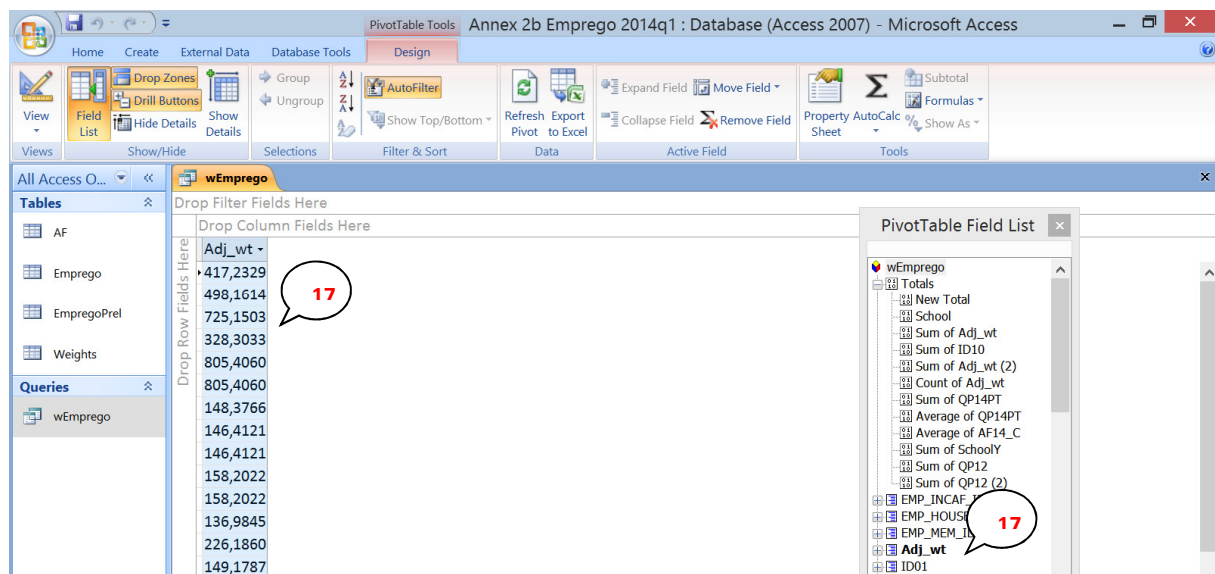 PivotTable Tools Annex 2b Emprego 2014q1 : Database (Access 2007) - Microsoft Access
Home Create External Data Database Tools Design
View
Views
Field List
Drop Zones
Drill Buttons
Hide Details
Show Details
Show/Hide
Group
Ungroup
Selections
AutoFilter
Show Top/Bottom
Filter & Sort
Refresh Pivot
Export to Excel
Data
Expand Field
Collapse Field
Move Field
Remove Field
Active Field
Property Sheet
AutoCalc
Subtotal
Formulas
Show As
Tools
All Access O...
Tables
AF
Emprego
EmpregoPrel
Weights
Queries
wEmprego
wEmprego
Drop Filter Fields Here
Drop Column Fields Here
Drop Row Fields Here
Adj_wt
417,2329
498,1614
725,1503
328,3033
805,4060
805,4060
148,3766
146,4121
146,4121
158,2022
158,2022
136,9845
226,1860
149,1787
17
PivotTable Field List
wEmprego
Totals
New Total
School
Sum of Adj_wt
Sum of ID10
Sum of Adj_wt (2)
Count of Adj_wt
Sum of QP14PT
Average of QP14PT
Average of AF14_C
Sum of SchoolY
Sum of QP12
Sum of QP12 (2)
EMP_INCAF_
EMP_HOUSE
EMP_MEM_
Adj_wt
ID01
17